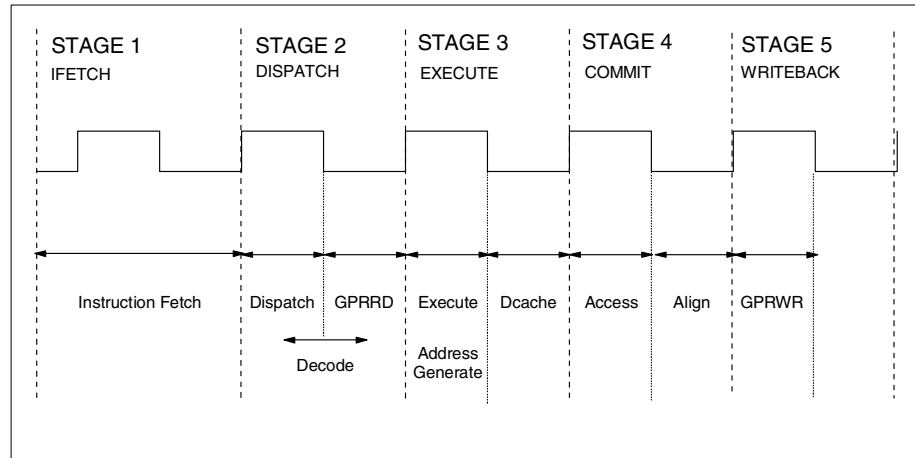 STAGE 1
IFETCH
STAGE 2
DISPATCH
STAGE 3
EXECUTE
STAGE 4
COMMIT
STAGE 5
WRITEBACK
Instruction Fetch
Dispatch
GPRRD
Execute
Dcache
Access
Align
GPRWR
Decode
Address
Generate